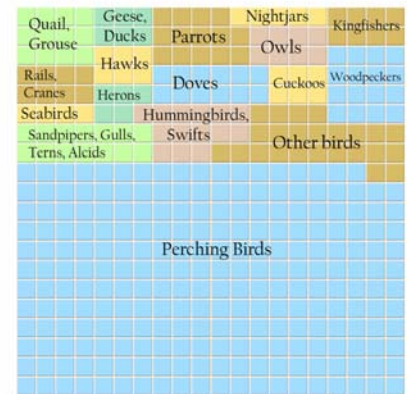 Quail,
Grouse
Geese,
Ducks
Parrots
Nightjars
Kingfishers
Owls
Hawks
Rails,
Cranes
Herons
Doves
Cuckoos
Woodpeckers
Seabirds
Hummingbirds,
Swifts
Sandpipers, Gulls,
Terns, Alcids
Other birds
Perching Birds